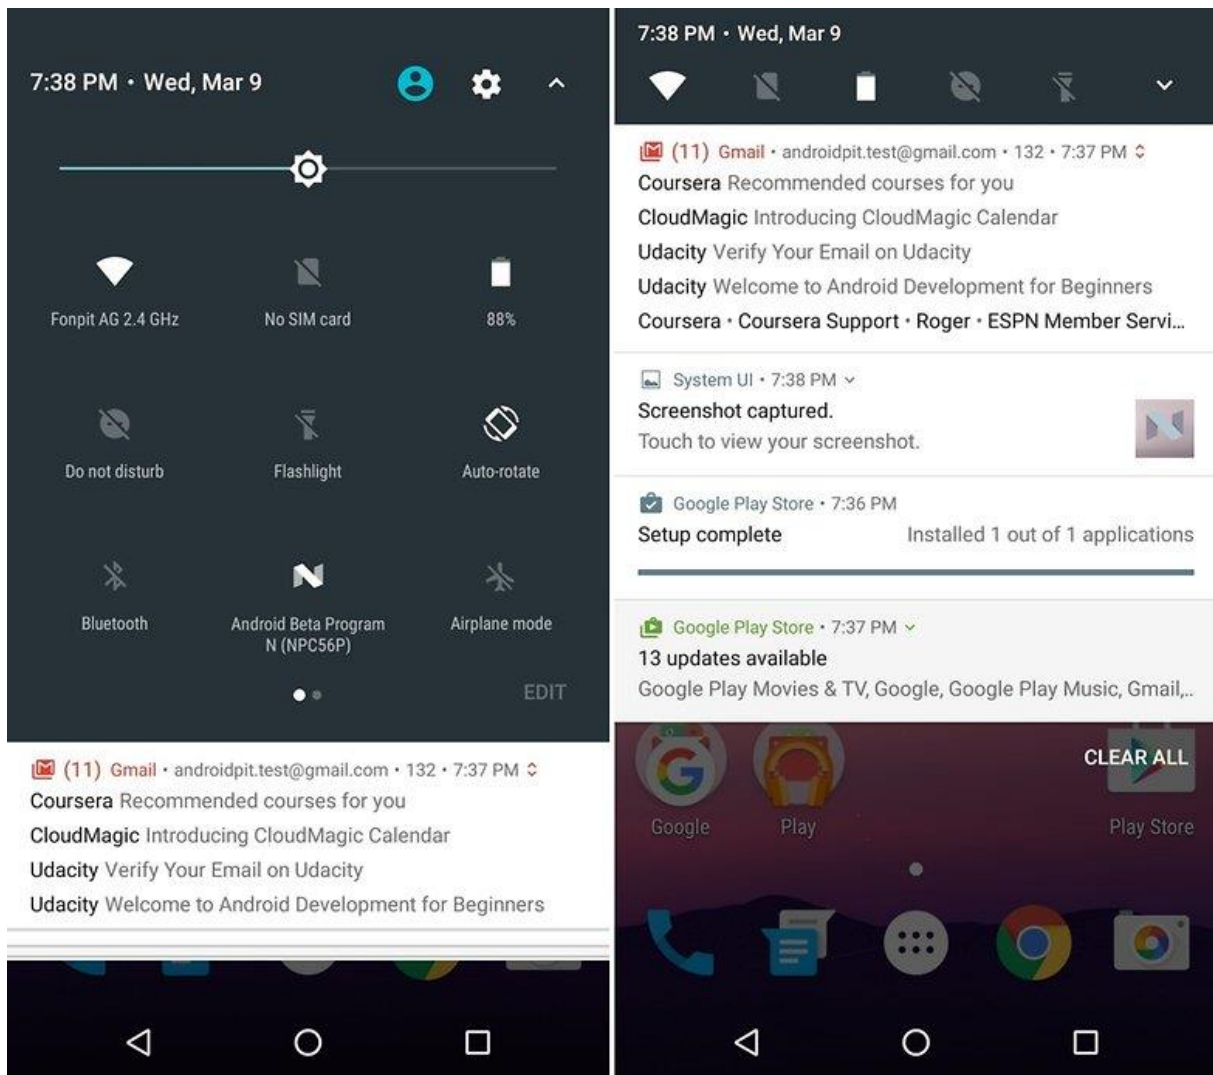 7:38 PM • Wed, Mar 9
Fonpit AG 2.4 GHz
No SIM card
88%
Do not disturb
Flashlight
Auto-rotate
Bluetooth
Android Beta Program
N (NPC56P)
Airplane mode
EDIT
(11) Gmail • androidpit.test@gmail.com • 132 • 7:37 PM
Coursera Recommended courses for you
CloudMagic Introducing CloudMagic Calendar
Udacity Verify Your Email on Udacity
Udacity Welcome to Android Development for Beginners
7:38 PM • Wed, Mar 9
(11) Gmail • androidpit.test@gmail.com • 132 • 7:37 PM
Coursera Recommended courses for you
CloudMagic Introducing CloudMagic Calendar
Udacity Verify Your Email on Udacity
Udacity Welcome to Android Development for Beginners
Coursera • Coursera Support • Roger • ESPN Member Servi...
System UI • 7:38 PM
Screenshot captured.
Touch to view your screenshot.
Google Play Store • 7:36 PM
Setup complete
Installed 1 out of 1 applications
Google Play Store • 7:37 PM
13 updates available
Google Play Movies & TV, Google, Google Play Music, Gmail,..
CLEAR ALL
Google
Play
Play Store